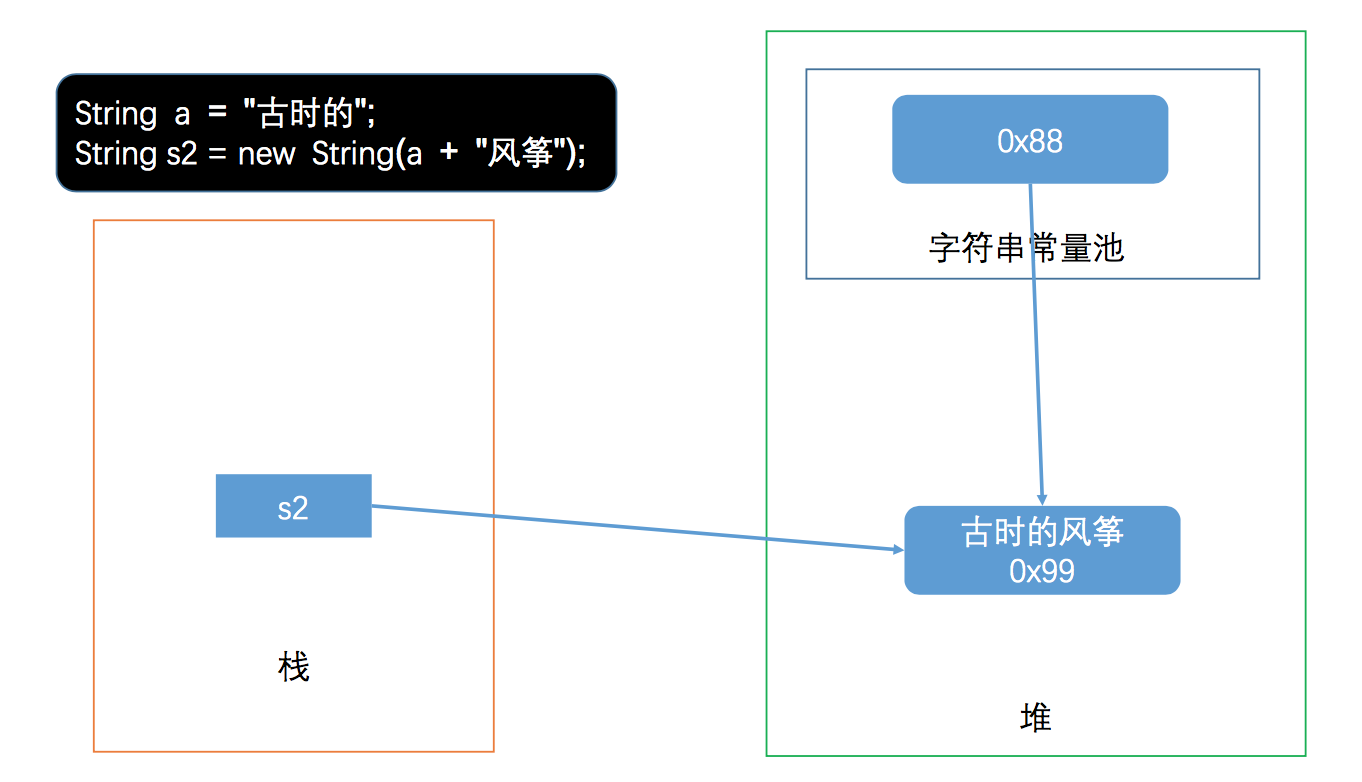 String a = "古时的";
String s2 = new String(a + "风筝");
0x88
字符串常量池
s2
古时的风筝
0x99
栈
堆